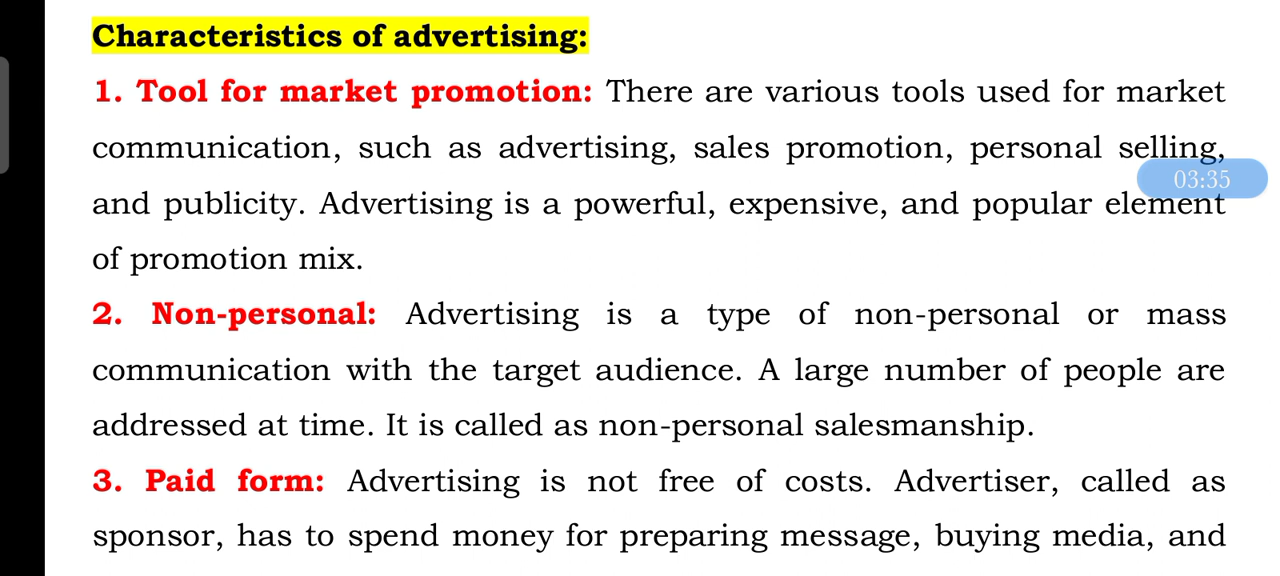 Characteristics of advertising:
1. Tool for market promotion: There are various tools used for market
communication, such as advertising, sales promotion, personal selling,
03:35
and publicity. Advertising is a powerful, expensive, and popular element
of promotion mix.
2. Non-personal: Advertising is a type of non-personal or mass
communication with the target audience. A large number of people are
addressed at time. It is called as non-personal salesmanship.
3. Paid form: Advertising is not free of costs. Advertiser, called as
sponsor, has to spend money for preparing message, buying media, and